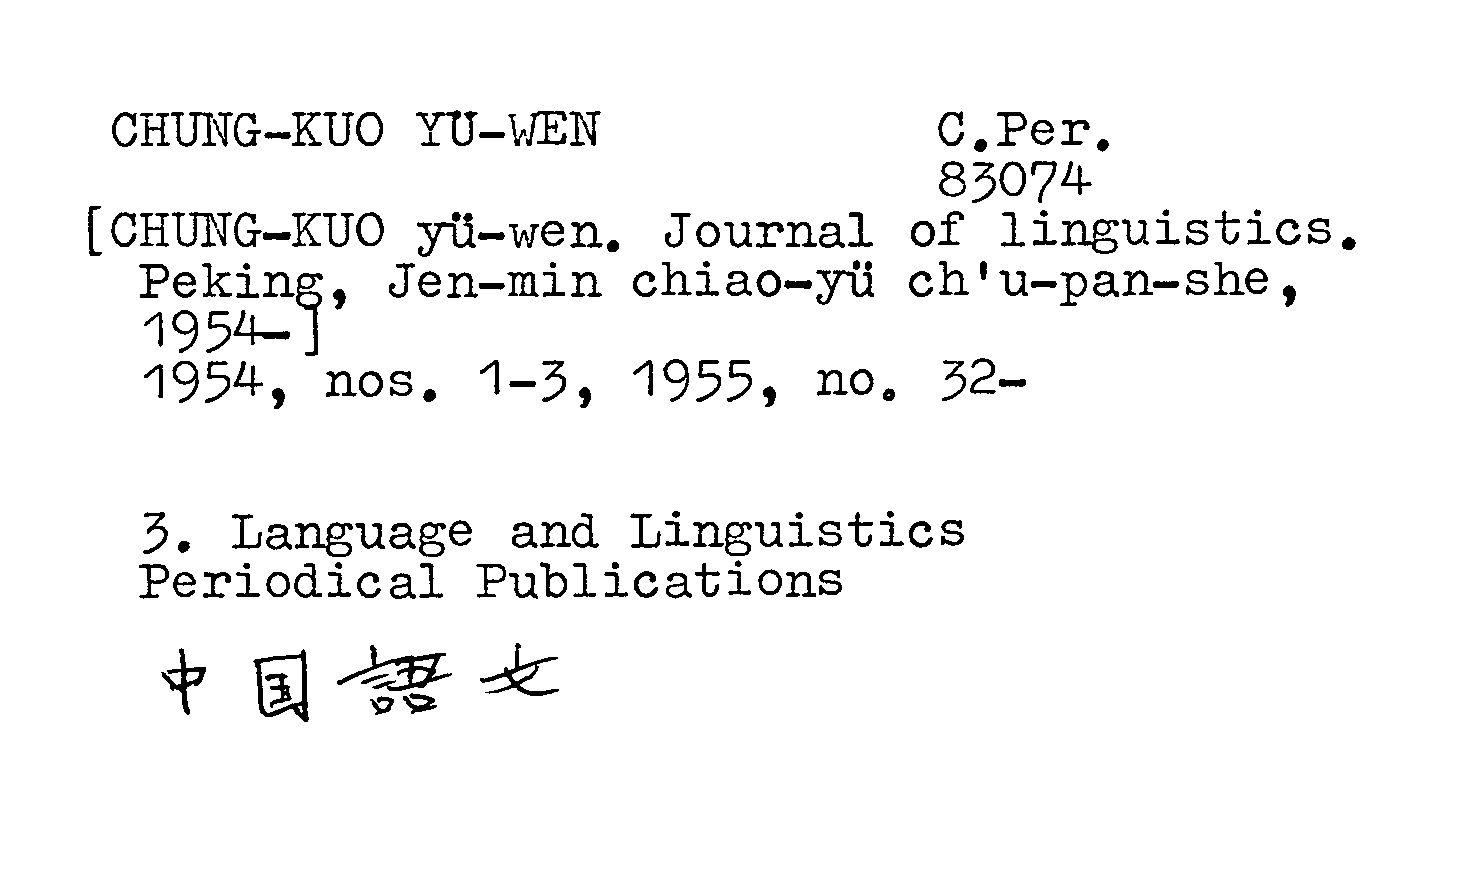 CHUNG-KUO YÜ-WEN C.Per.
83074
[CHUNG-KUO yü-wen. Journal of linguistics.
Peking, Jen-min chiao-yü ch'u-pan-she,
1954-]
1954, nos. 1-3, 1955, no. 32-
3. Language and Linguistics
Periodical Publications
中国語文